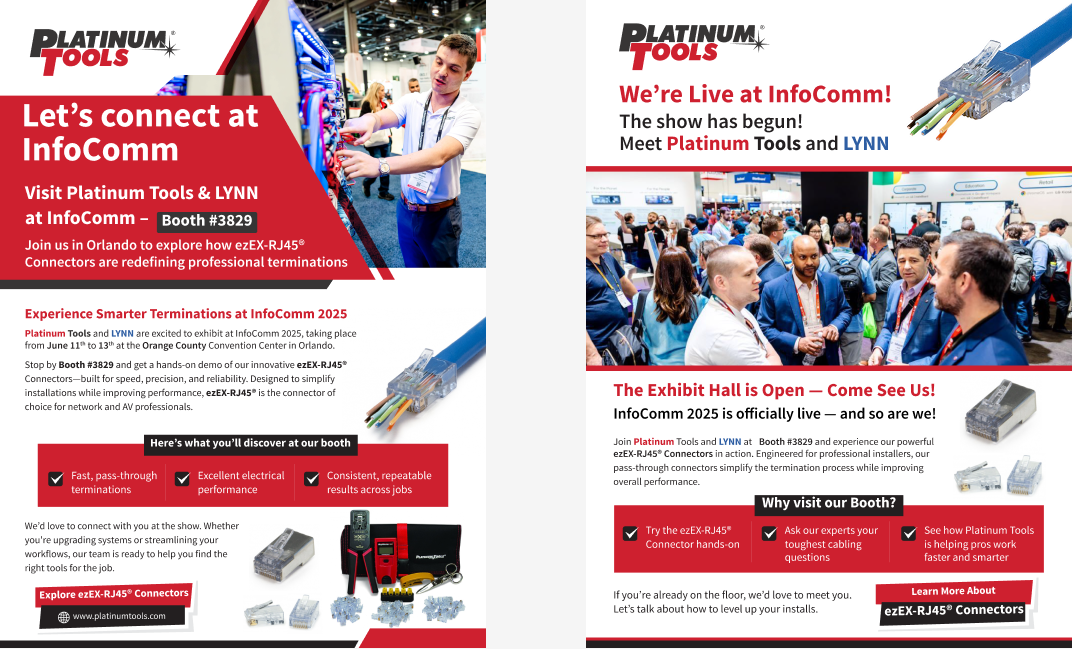 PLATINUM
TOOLS®
Let's connect at
InfoComm
Visit Platinum Tools & LYNN
at InfoComm – Booth #3829
Join us in Orlando to explore how ezEX-RJ45®
Connectors are redefining professional terminations
Experience Smarter Terminations at InfoComm 2025
Platinum Tools and LYNN are excited to exhibit at InfoComm 2025, taking place
from June 11th to 13th at the Orange County Convention Center in Orlando.
Stop by Booth #3829 and get a hands-on demo of our innovative ezEX-RJ45®
Connectors—built for speed, precision, and reliability. Designed to simplify
installations while improving performance, ezEX-RJ45® is the connector of
choice for network and AV professionals.
Here's what you'll discover at our booth
Fast, pass-through
terminations
Excellent electrical
performance
Consistent, repeatable
results across jobs
We'd love to connect with you at the show. Whether
you're upgrading systems or streamlining your
workflows, our team is ready to help you find the
right tools for the job.
Explore ezEX-RJ45® Connectors
www.platinumtools.com
PLATINUM
TOOLS®
We're Live at InfoComm!
The show has begun!
Meet Platinum Tools and LYNN
The Exhibit Hall is Open — Come See Us!
InfoComm 2025 is officially live — and so are we!
Join Platinum Tools and LYNN at Booth #3829 and experience our powerful
ezEX-RJ45® Connectors in action. Engineered for professional installers, our
pass-through connectors simplify the termination process while improving
overall performance.
Why visit our Booth?
Try the ezEX-RJ45®
Connector hands-on
Ask our experts your
toughest cabling
questions
See how Platinum Tools
is helping pros work
faster and smarter
If you're already on the floor, we'd love to meet you.
Let's talk about how to level up your installs.
Learn More About
ezEX-RJ45® Connectors